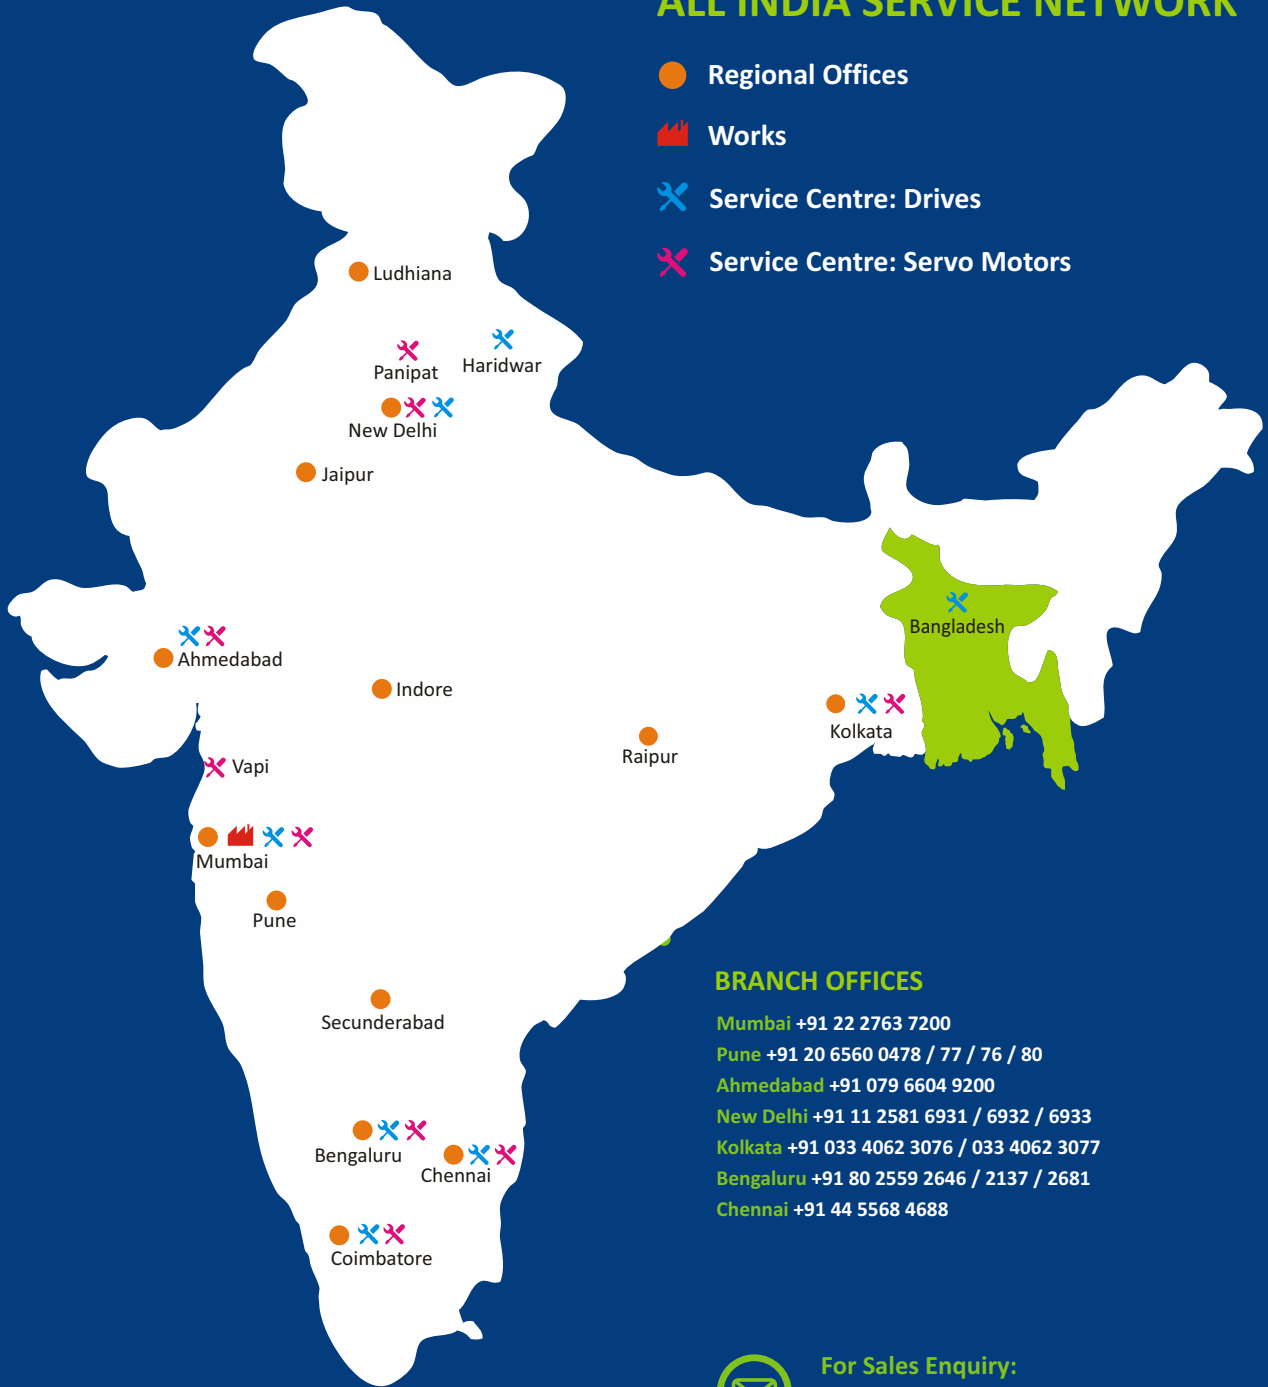 ALL INDIA SERVICE NETWORK
Regional Offices
Works
Service Centre: Drives
Service Centre: Servo Motors
Ludhiana
Panipat
Haridwar
New Delhi
Jaipur
Bangladesh
Ahmedabad
Indore
Kolkata
Raipur
Vapi
Mumbai
Pune
Secunderabad
Bengaluru
Chennai
Coimbatore
BRANCH OFFICES
Mumbai +91 22 2763 7200
Pune +91 20 6560 0478 / 77 / 76 / 80
Ahmedabad +91 079 6604 9200
New Delhi +91 11 2581 6931 / 6932 / 6933
Kolkata +91 033 4062 3076 / 033 4062 3077
Bengaluru +91 80 2559 2646 / 2137 / 2681
Chennai +91 44 5568 4688
For Sales Enquiry: